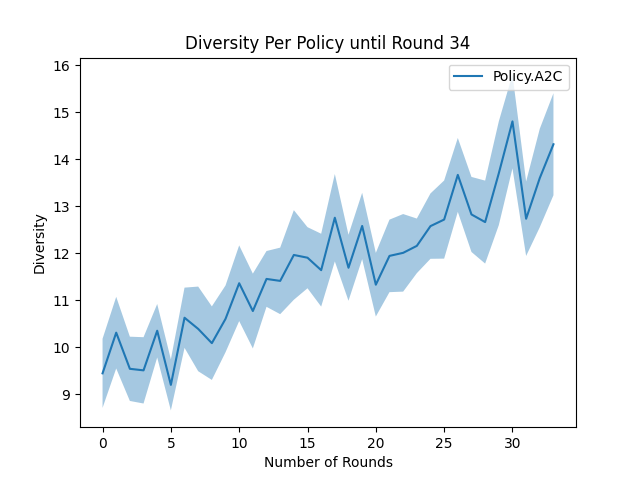 Diversity Per Policy until Round 34
Policy.A2C
16
15
14
13
12
11
10
9
Diversity
0 5 10 15 20 25 30
Number of Rounds